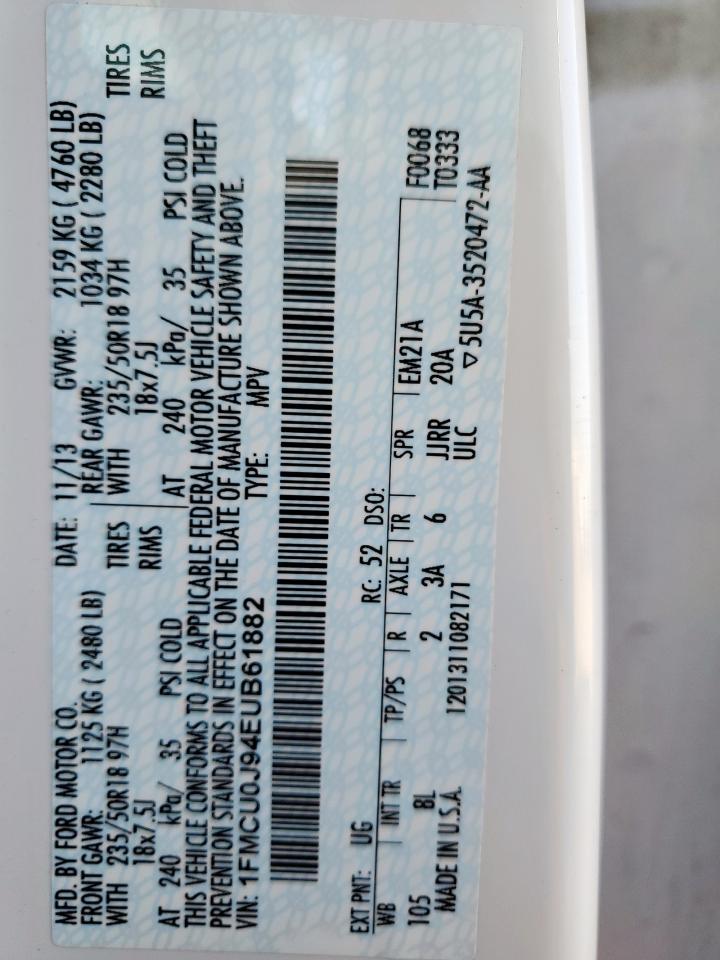 MFD. BY FORD MOTOR CO. DATE: 11/13 GVWR: 2159 KG ( 4760 LB)
FRONT GAWR: 1125 KG ( 2480 LB) REAR GAWR: 1034 KG ( 2280 LB)
WITH 235/50R18 97H TIRES WITH 235/50R18 97H TIRES
18x7.5J RIMS 18x7.5J RIMS
AT 240 kPa/ 35 PSI COLD AT 240 kPa/ 35 PSI COLD
THIS VEHICLE CONFORMS TO ALL APPLICABLE FEDERAL MOTOR VEHICLE SAFETY AND THEFT
PREVENTION STANDARDS IN EFFECT ON THE DATE OF MANUFACTURE SHOWN ABOVE.
VIN: 1FMCU0J94EUB61882 TYPE: MPV
EXT PNT: UG RC: 52 DSO:
WB INT TR TP/PS R AXLE TR SPR EM21A F0068
105 BL 2 3A 6 JJRR 20A T0333
MADE IN U.S.A. 1201311082171 ULC ▽5U5A-3520472-AA